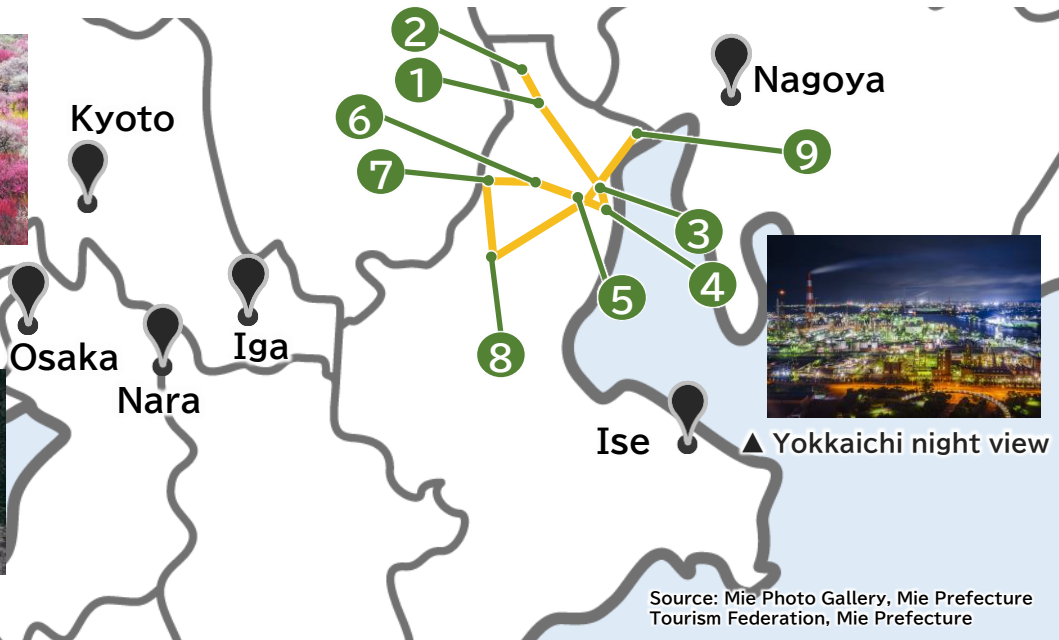 2
1
6
7
Nagoya
Kyoto
9
3
4
5
8
Iga
Osaka
Nara
Ise
▲ Yokkaichi night view
Source: Mie Photo Gallery, Mie Prefecture
Tourism Federation, Mie Prefecture